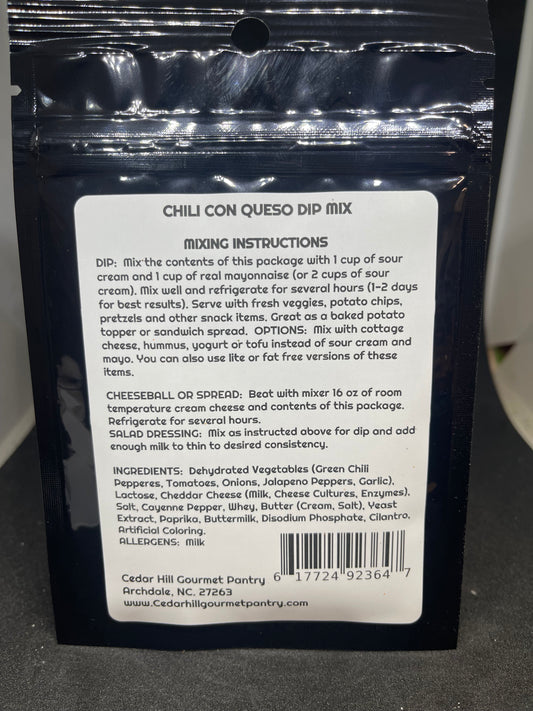 CHILI CON QUESO DIP MIX
MIXING INSTRUCTIONS
DIP: Mix the contents of this package with 1 cup of sour
cream and 1 cup of real mayonnaise (or 2 cups of sour
cream). Mix well and refrigerate for several hours (1-2 days
for best results). Serve with fresh veggies, potato chips,
pretzels and other snack items. Great as a baked potato
topper or sandwich spread. OPTIONS: Mix with cottage
cheese, hummus, yogurt or tofu instead of sour cream and
mayo. You can also use lite or fat free versions of these
items.
CHEESEBALL OR SPREAD: Beat with mixer 16 oz of room
temperature cream cheese and contents of this package.
Refrigerate for several hours.
SALAD DRESSING: Mix as instructed above for dip and add
enough milk to thin to desired consistency.
INGREDIENTS: Dehydrated Vegetables (Green Chili
Pepperes, Tomatoes, Onions, Jalapeno Peppers, Garlic),
Lactose, Cheddar Cheese (Milk, Cheese Cultures, Enzymes),
Salt, Cayenne Pepper, Whey, Butter (Cream, Salt), Yeast
Extract, Paprika, Buttermilk, Disodium Phosphate, Cilantro,
Artificial Coloring.
ALLERGENS: Milk
Cedar Hill Gourmet Pantry
Archdale, NC. 27263
www.Cedarhillgourmetpantry.com
6 17724 92364 7